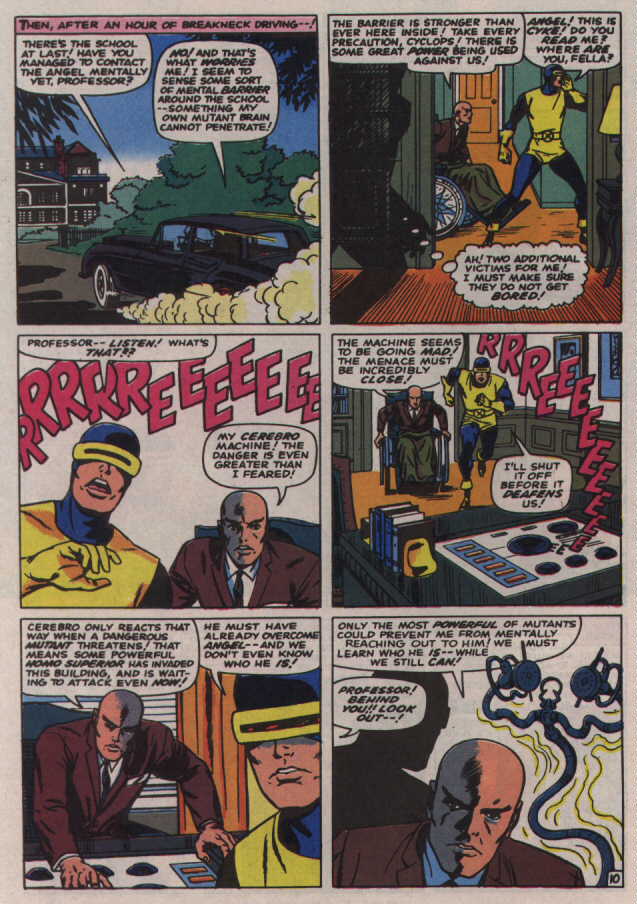 THEN, AFTER AN HOUR OF BREAKNECK DRIVING--!
THERE'S THE SCHOOL
AT LAST! HAVE YOU
MANAGED TO CONTACT
THE ANGEL MENTALLY
YET, PROFESSOR?
NO! AND THAT'S
WHAT WORRIES
ME! I SEEM TO
SENSE SOME SORT
OF MENTAL BARRIER
AROUND THE SCHOOL
--SOMETHING MY
OWN MUTANT BRAIN
CANNOT PENETRATE!
THE BARRIER IS STRONGER THAN
EVER HERE INSIDE! TAKE EVERY
PRECAUTION, CYCLOPS! THERE IS
SOME GREAT POWER BEING USED
AGAINST US!
ANGEL! THIS IS
CYKE! DO YOU
READ ME?
WHERE ARE
YOU, FELLA?
AH! TWO ADDITIONAL
VICTIMS FOR ME!
I MUST MAKE SURE
THEY DO NOT GET
BORED!
PROFESSOR-- LISTEN! WHAT'S
THAT??
RRRRREEEEEEEE
MY CEREBRO
MACHINE! THE
DANGER IS EVEN
GREATER THAN
I FEARED!
THE MACHINE SEEMS
TO BE GOING MAD!
THE MENACE MUST
BE INCREDIBLY
CLOSE!
RRRREEEEEEEEE
I'LL SHUT
IT OFF
BEFORE IT
DEAFENS
US!
CEREBRO ONLY REACTS THAT
WAY WHEN A DANGEROUS
MUTANT THREATENS! THAT
MEANS SOME POWERFUL
HOMO SUPERIOR HAS INVADED
THIS BUILDING, AND IS WAIT-
ING TO ATTACK EVEN NOW!
HE MUST HAVE
ALREADY OVERCOME
ANGEL--AND WE
DON'T EVEN KNOW
WHO HE IS!
ONLY THE MOST POWERFUL OF MUTANTS
COULD PREVENT ME FROM MENTALLY
REACHING OUT TO HIM! WE MUST
LEARN WHO HE IS--WHILE
WE STILL CAN!
PROFESSOR!
BEHIND
YOU!! LOOK
OUT--!
10